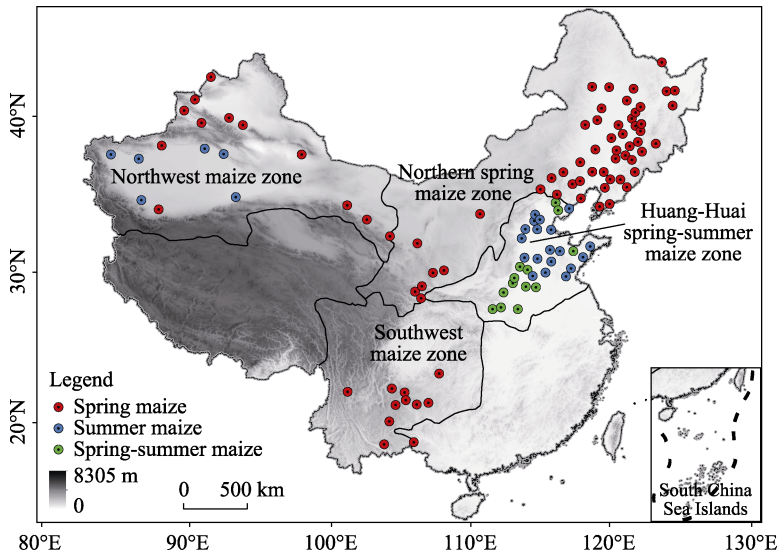 40°N
30°N
20°N
Northwest maize zone
Northern spring
maize zone
Huang-Huai
spring-summer
maize zone
Southwest
maize zone
Legend
Spring maize
Summer maize
Spring-summer maize
8305 m
0
0 500 km
South China
Sea Islands
80°E 90°E 100°E 110°E 120°E 130°E